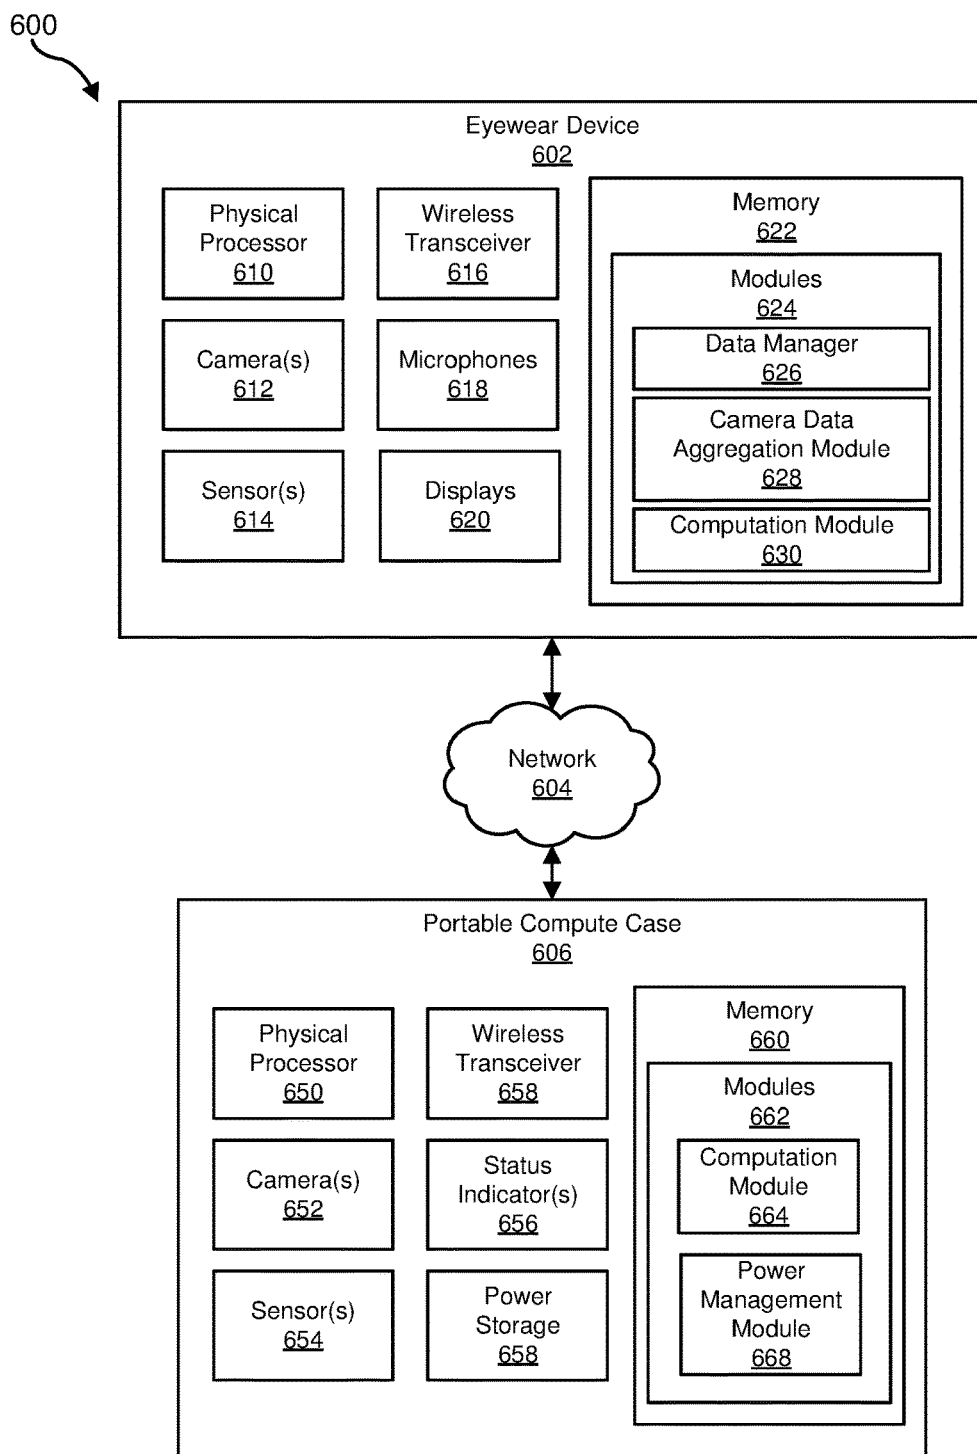 600
Eyewear Device
602
Physical
Processor
610
Wireless
Transceiver
616
Camera(s)
612
Microphones
618
Sensor(s)
614
Displays
620
Memory
622
Modules
624
Data Manager
626
Camera Data
Aggregation Module
628
Computation Module
630
Network
604
Portable Compute Case
606
Physical
Processor
650
Wireless
Transceiver
658
Camera(s)
652
Status
Indicator(s)
656
Sensor(s)
654
Power
Storage
658
Memory
660
Modules
662
Computation
Module
664
Power
Management
Module
668